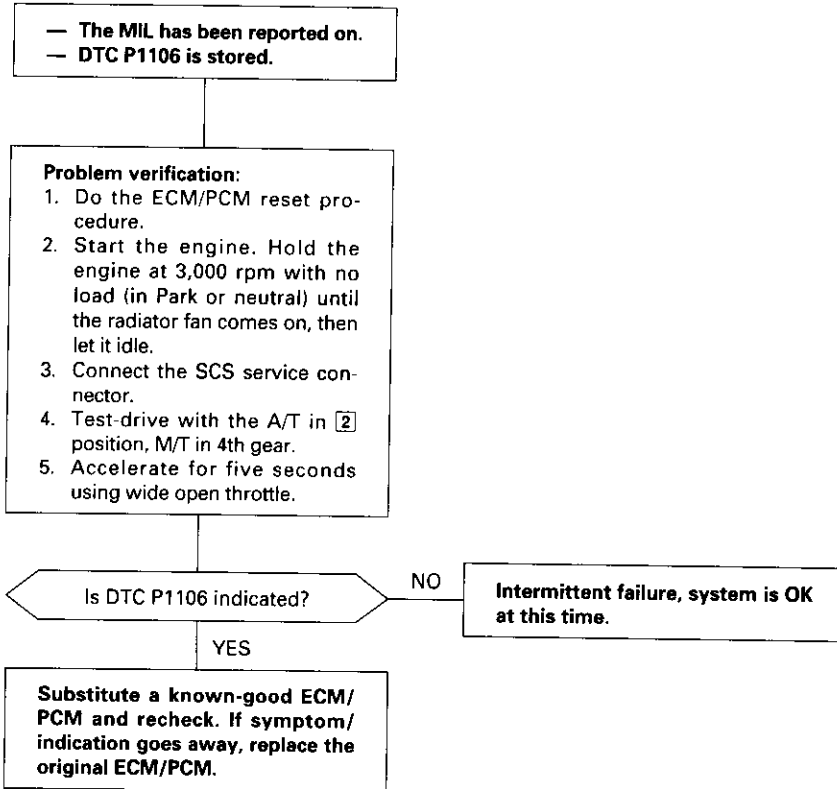 — The MIL has been reported on.
— DTC P1106 is stored.
Problem verification:
1. Do the ECM/PCM reset pro-
cedure.
2. Start the engine. Hold the
engine at 3,000 rpm with no
load (in Park or neutral) until
the radiator fan comes on, then
let it idle.
3. Connect the SCS service con-
nector.
4. Test-drive with the A/T in 2
position, M/T in 4th gear.
5. Accelerate for five seconds
using wide open throttle.
Is DTC P1106 indicated?
NO
Intermittent failure, system is OK
at this time.
YES
Substitute a known-good ECM/
PCM and recheck. If symptom/
indication goes away, replace the
original ECM/PCM.